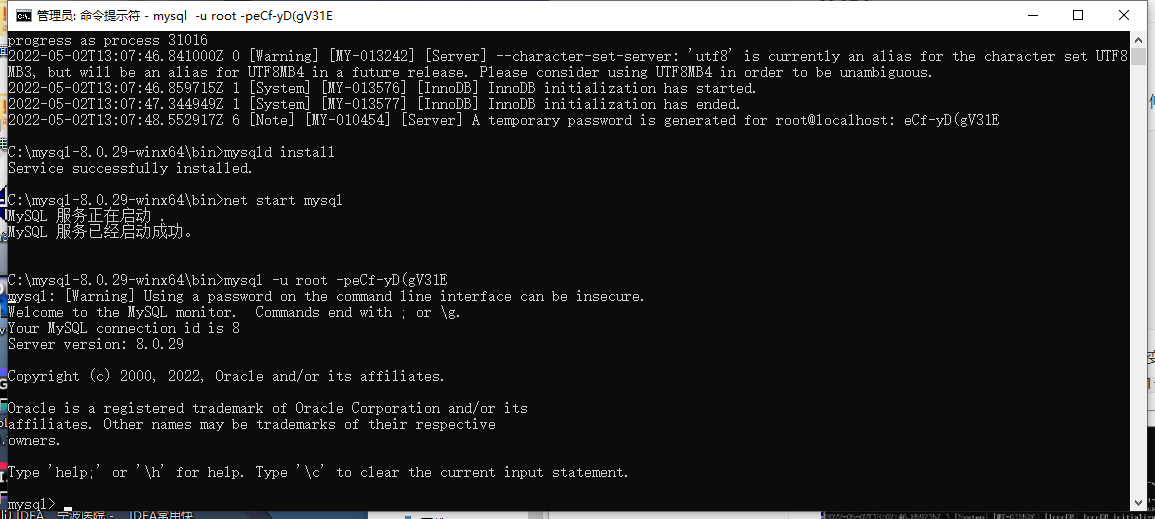 管理员: 命令提示符 - mysql -u root -peCf-yD(gV31E
progress as process 31016
2022-05-02T13:07:46.841000Z 0 [Warning] [MY-013242] [Server] --character-set-server: 'utf8' is currently an alias for the character set UTF8
MB3, but will be an alias for UTF8MB4 in a future release. Please consider using UTF8MB4 in order to be unambiguous.
2022-05-02T13:07:46.859715Z 1 [System] [MY-013576] [InnoDB] InnoDB initialization has started.
2022-05-02T13:07:47.344949Z 1 [System] [MY-013577] [InnoDB] InnoDB initialization has ended.
2022-05-02T13:07:48.552917Z 6 [Note] [MY-010454] [Server] A temporary password is generated for root@localhost: eCf-yD(gV31E
C:\mysql-8.0.29-winx64\bin>mysqld install
Service successfully installed.
C:\mysql-8.0.29-winx64\bin>net start mysql
MySQL 服务正在启动 .
MySQL 服务已经启动成功。
C:\mysql-8.0.29-winx64\bin>mysql -u root -peCf-yD(gV31E
mysql: [Warning] Using a password on the command line interface can be insecure.
Welcome to the MySQL monitor.  Commands end with ; or \g.
Your MySQL connection id is 8
Server version: 8.0.29
Copyright (c) 2000, 2022, Oracle and/or its affiliates.
Oracle is a registered trademark of Oracle Corporation and/or its
affiliates. Other names may be trademarks of their respective
owners.
Type 'help;' or '\h' for help. Type '\c' to clear the current input statement.
mysql>